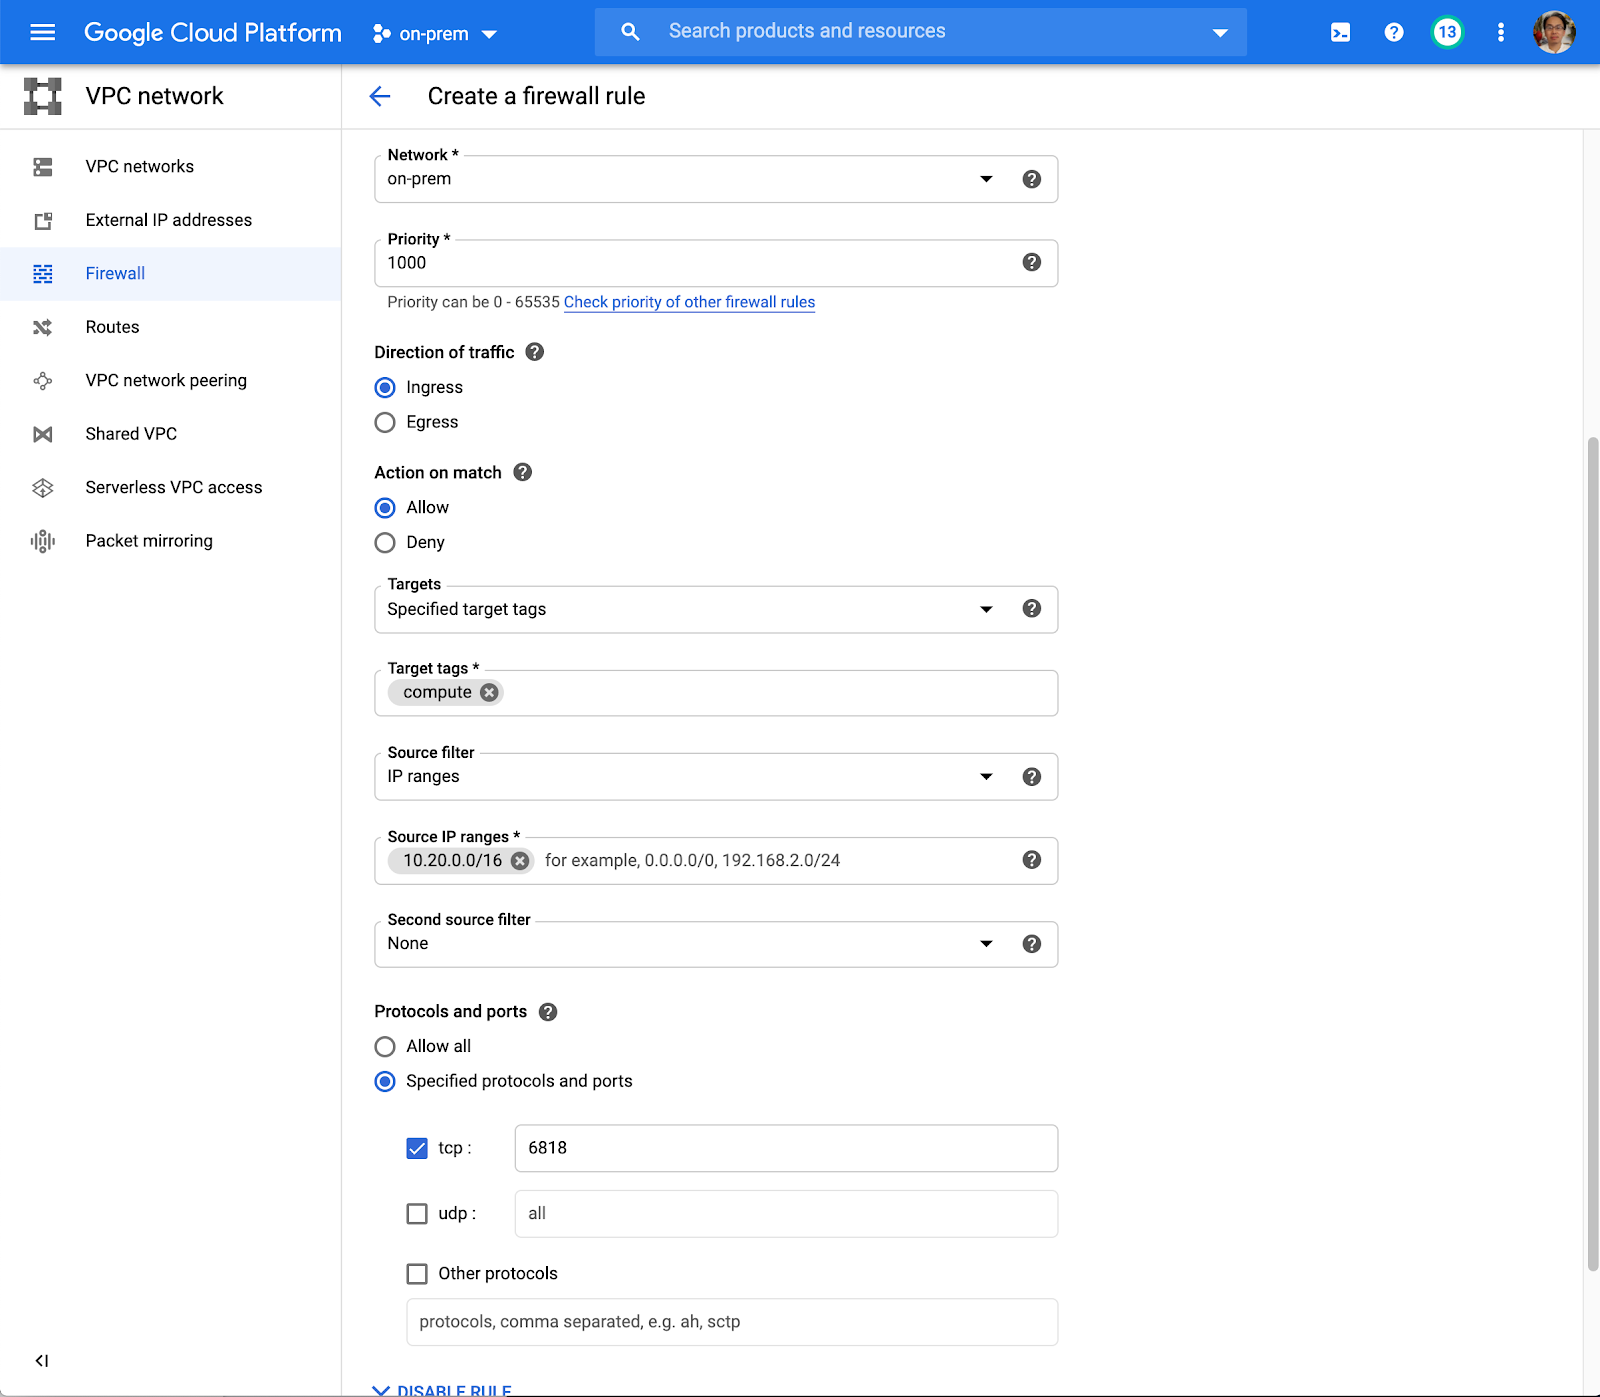 Google Cloud Platform
on-prem
Search products and resources
13
VPC network
Create a firewall rule
VPC networks
External IP addresses
Firewall
Routes
VPC network peering
Shared VPC
Serverless VPC access
Packet mirroring
Network *
on-prem
Priority *
1000
Priority can be 0 - 65535 Check priority of other firewall rules
Direction of traffic
Ingress
Egress
Action on match
Allow
Deny
Targets
Specified target tags
Target tags *
compute
Source filter
IP ranges
Source IP ranges *
10.20.0.0/16 for example, 0.0.0.0/0, 192.168.2.0/24
Second source filter
None
Protocols and ports
Allow all
Specified protocols and ports
tcp : 6818
udp : all
Other protocols
protocols, comma separated, e.g. ah, sctp
DISABLE RULE